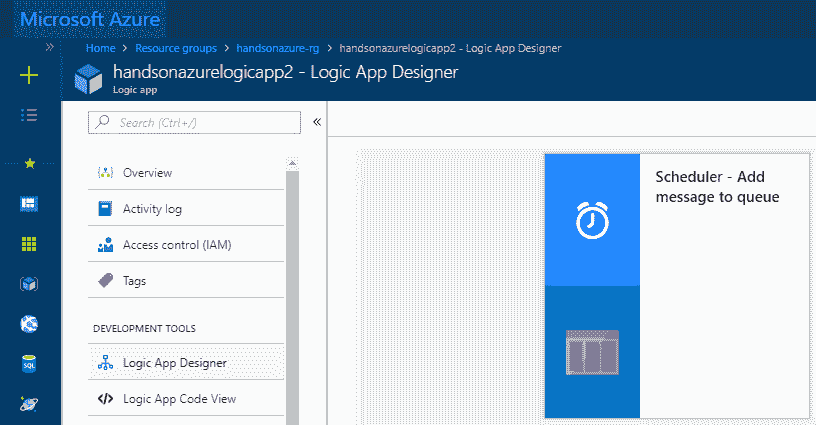 Microsoft Azure
Home > Resource groups > handsonazure-rg > handsonazurelogicapp2 - Logic App Designer
handsonazurelogicapp2 - Logic App Designer
Logic app
Search (Ctrl+/)
Overview
Activity log
Access control (IAM)
Tags
DEVELOPMENT TOOLS
Logic App Designer
Logic App Code View
Scheduler - Add
message to queue
SQL